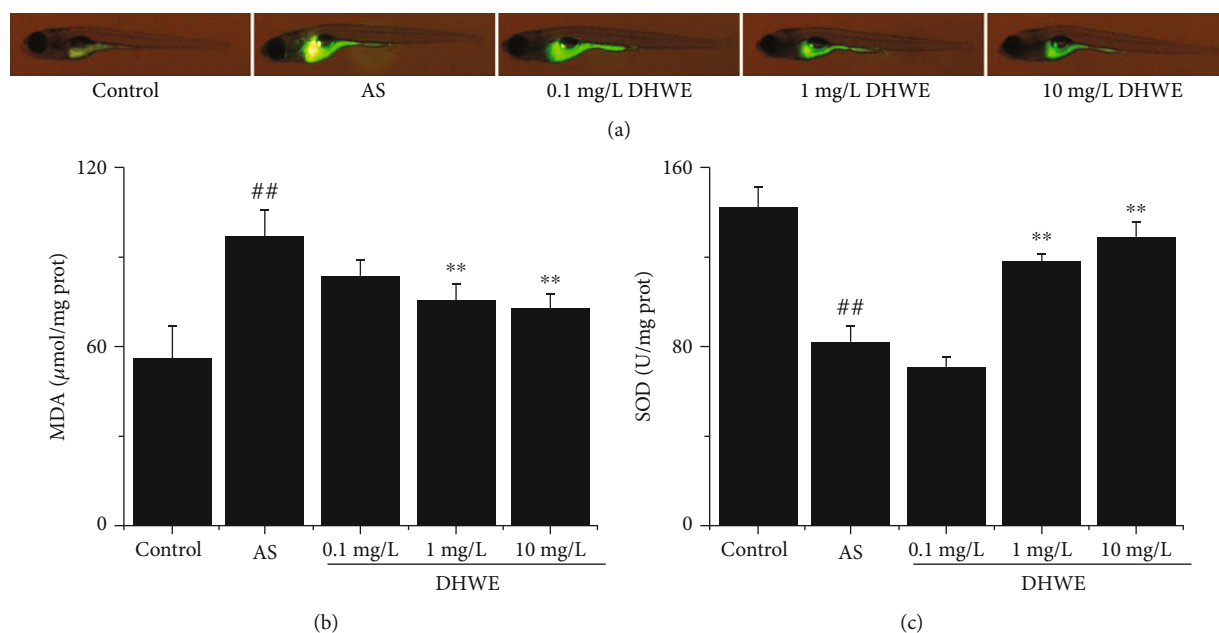 Control AS 0.1 mg/L DHWE 1 mg/L DHWE 10 mg/L DHWE
(a)
MDA (μmol/mg prot)
120
60
0
##
**
**
Control AS 0.1 mg/L 1 mg/L 10 mg/L
DHWE
(b)
SOD (U/mg prot)
160
80
0
##
**
**
Control AS 0.1 mg/L 1 mg/L 10 mg/L
DHWE
(c)